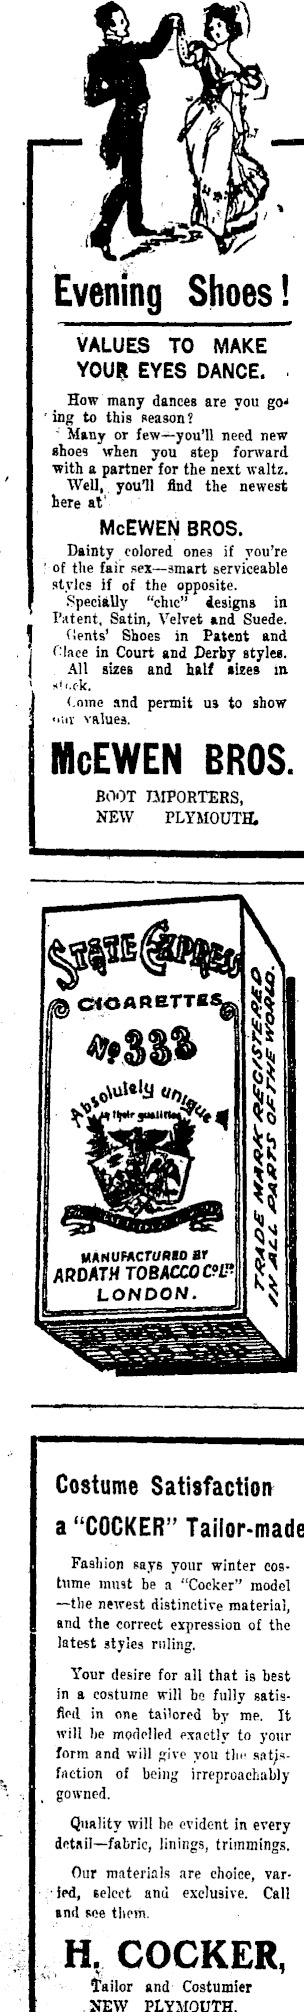 Evening Shoes!
VALUES TO MAKE
YOUR EYES DANCE.
How many dances are you go-
ing to this season?
Many or few—you'll need new
shoes when you step forward
with a partner for the next waltz.
Well, you'll find the newest
here at
McEWEN BROS.
Dainty colored ones if you're
of the fair sex—smart serviceable
styles if of the opposite.
Specially "chic" designs in
Patent, Satin, Velvet and Suede.
Gents' Shoes in Patent and
Glace in Court and Derby styles.
All sizes and half sizes in
stock.
Come and permit us to show
our values.
McEWEN BROS.
BOOT IMPORTERS,
NEW PLYMOUTH.
STATE EXPRESS
CIGARETTES
No 333
Absolutely unique
in their qualities
MANUFACTURED BY
ARDATH TOBACCO Co LTD
LONDON.
TRADE MARK REGISTERED
IN ALL PARTS OF THE WORLD.
Costume Satisfaction
a "COCKER" Tailor-made
Fashion says your winter cos-
tume must be a "Cocker" model
—the newest distinctive material,
and the correct expression of the
latest styles ruling.
Your desire for all that is best
in a costume will be fully satis-
fied in one tailored by me. It
will be modelled exactly to your
form and will give you the satis-
faction of being irreproachably
gowned.
Quality will be evident in every
detail—fabric, linings, trimmings.
Our materials are choice, var-
ied, select and exclusive. Call
and see them.
H. COCKER,
Tailor and Costumier
NEW PLYMOUTH.